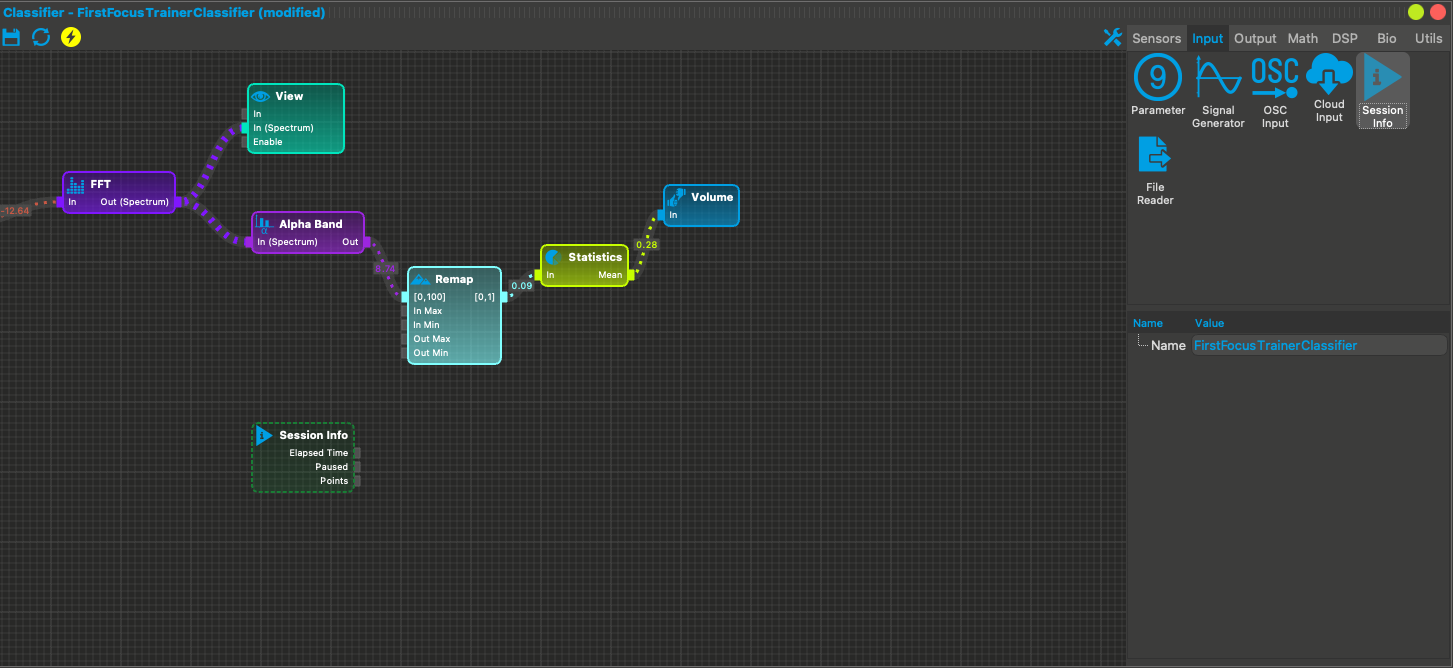 Classifier - FirstFocusTrainerClassifier (modified)
Sensors Input Output Math DSP Bio Utils
9
Parameter
Signal
Generator
OSC
OSC
Input
Cloud
Input
Session
Info
File
Reader
View
In
In (Spectrum)
Enable
FFT
In Out (Spectrum)
-12.64
Alpha Band
In (Spectrum) Out
Remap
[0,100] [0,1]
In Max
In Min
Out Max
Out Min
0.09
Statistics
In Mean
0.28
Volume
In
Session Info
Elapsed Time
Paused
Points
Name Value
Name FirstFocusTrainerClassifier